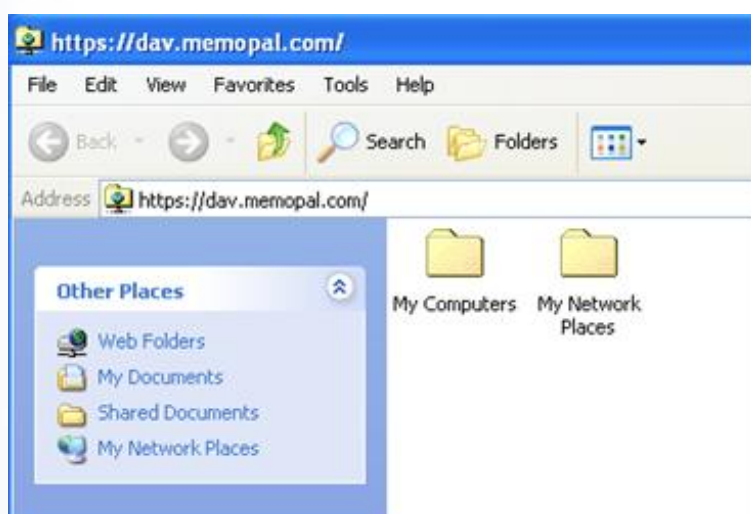 https://dav.memopal.com/
File Edit View Favorites Tools Help
Back Search Folders
Address https://dav.memopal.com/
Other Places
Web Folders
My Documents
Shared Documents
My Network Places
My Computers
My Network
Places